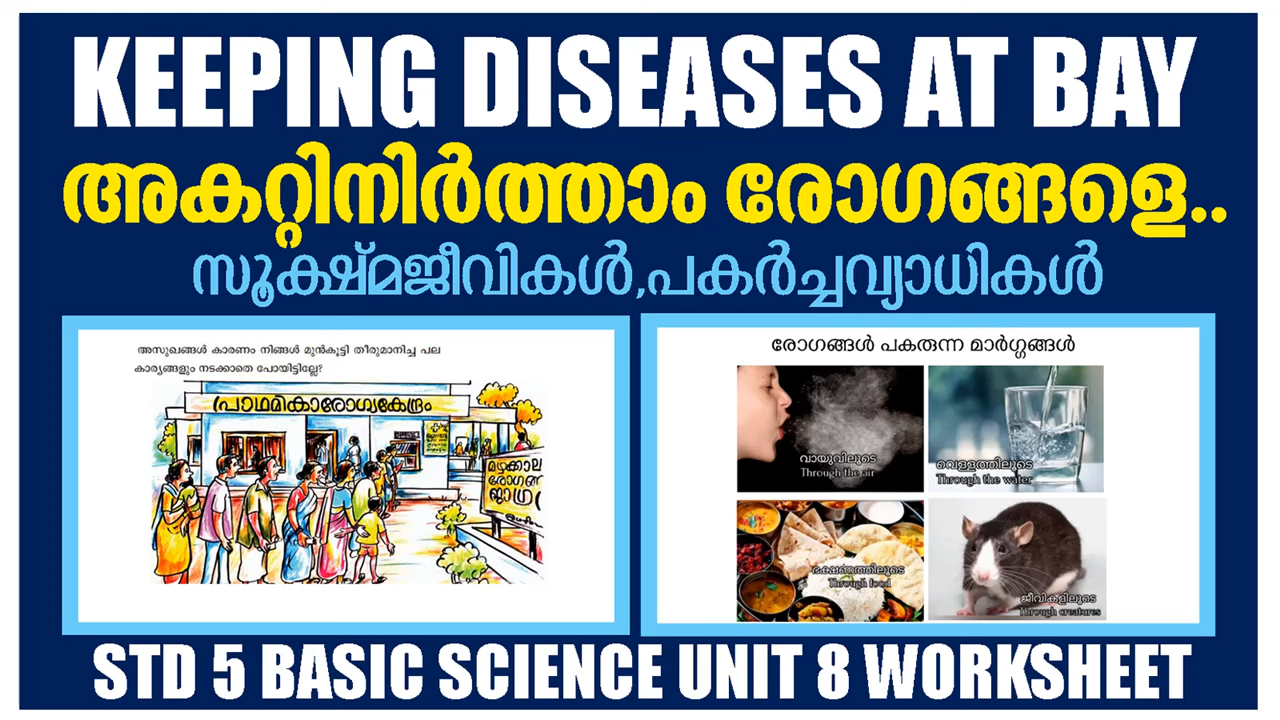 KEEPING DISEASES AT BAY
അകറ്റിനിർത്താം രോഗങ്ങളെ..
സൂക്ഷ്മജീവികൾ,പകർച്ചവ്യാധികൾ
അസുഖങ്ങൾ കാരണം നിങ്ങൾ മുൻകൂട്ടി തീരുമാനിച്ച പല
കാര്യങ്ങളും നടക്കാതെ പോയിട്ടില്ലേ?
പ്രാഥമികാരോഗ്യകേന്ദ്രം
മഴക്കാല
രോഗണ
ജാഗ്ര(
രോഗങ്ങൾ പകരുന്ന മാർഗ്ഗങ്ങൾ
വായുവിലൂടെ
Through the air
വെള്ളത്തിലൂടെ
Through the water
ഭക്ഷണത്തിലൂടെ
Through food
ജീവികളിലൂടെ
Through creatures
STD 5 BASIC SCIENCE UNIT 8 WORKSHEET